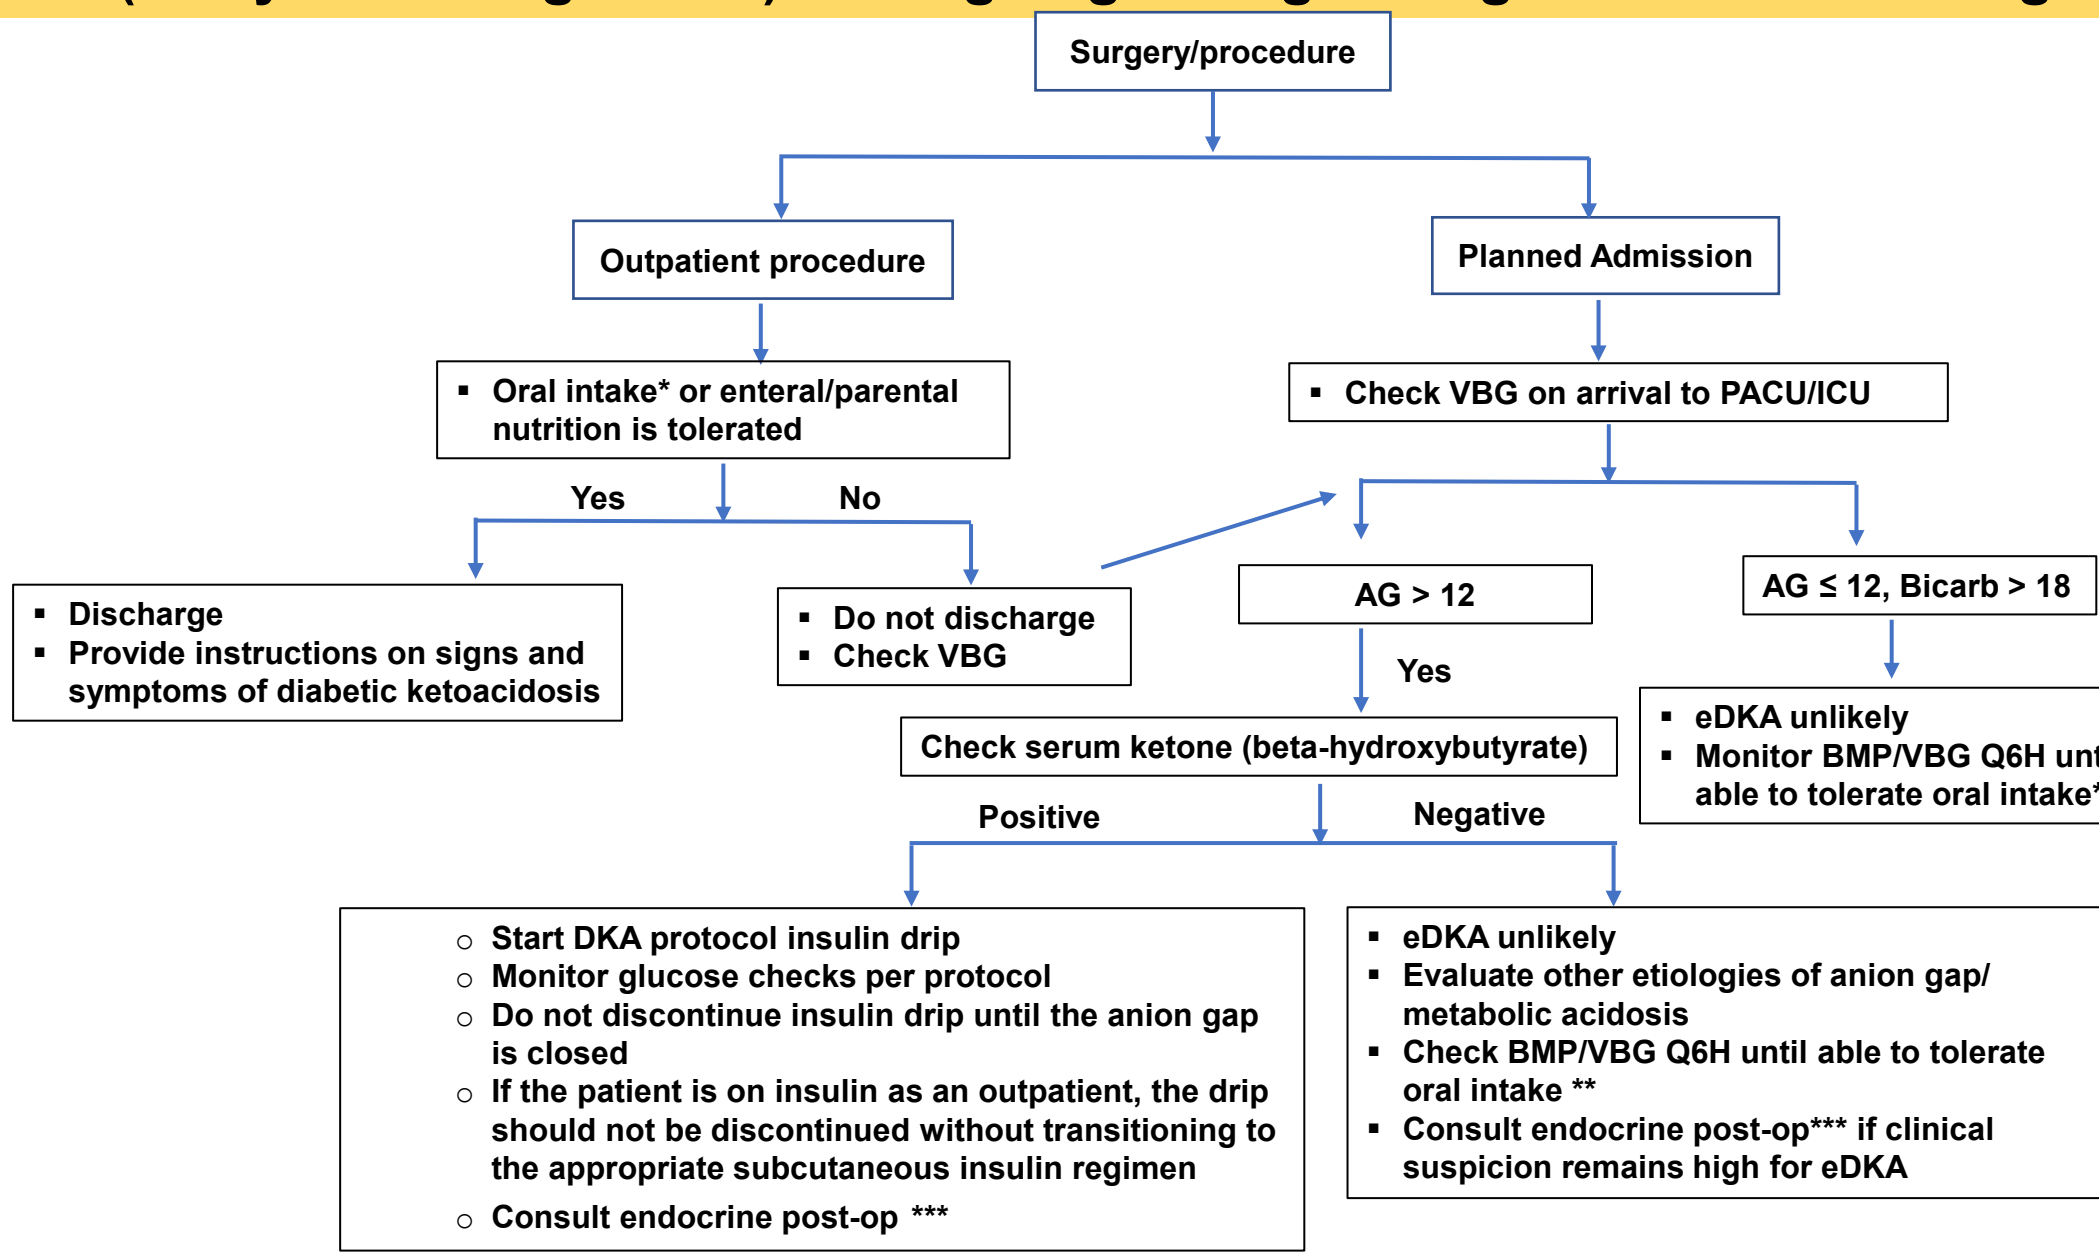 Surgery/procedure
Outpatient procedure
Planned Admission
▪ Oral intake* or enteral/parental
nutrition is tolerated
▪ Check VBG on arrival to PACU/ICU
Yes
No
▪ Discharge
▪ Provide instructions on signs and
symptoms of diabetic ketoacidosis
▪ Do not discharge
▪ Check VBG
AG > 12
AG ≤ 12, Bicarb > 18
Yes
▪ eDKA unlikely
▪ Monitor BMP/VBG Q6H
able to tolerate oral intake*
Check serum ketone (beta-hydroxybutyrate)
Positive
Negative
○ Start DKA protocol insulin drip
○ Monitor glucose checks per protocol
○ Do not discontinue insulin drip until the anion gap
is closed
○ If the patient is on insulin as an outpatient, the drip
should not be discontinued without transitioning to
the appropriate subcutaneous insulin regimen
○ Consult endocrine post-op ***
▪ eDKA unlikely
▪ Evaluate other etiologies of anion gap/
metabolic acidosis
▪ Check BMP/VBG Q6H until able to tolerate
oral intake **
▪ Consult endocrine post-op*** if clinical
suspicion remains high for eDKA